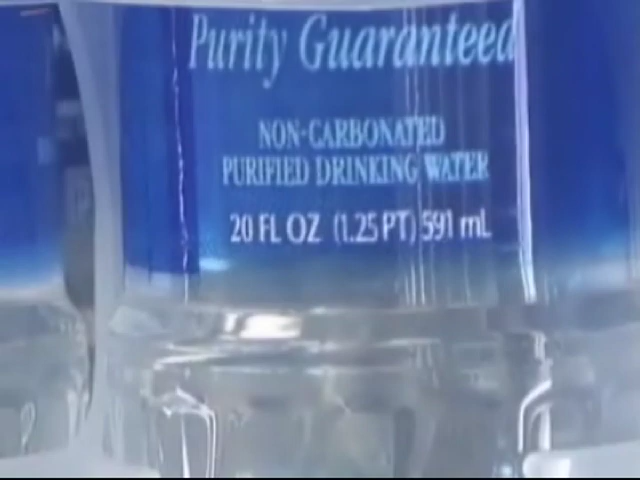 Purity Guaranteed
NON-CARBONATED
PURIFIED DRINKING WATER
20 FL OZ (1.25 PT) 591 mL